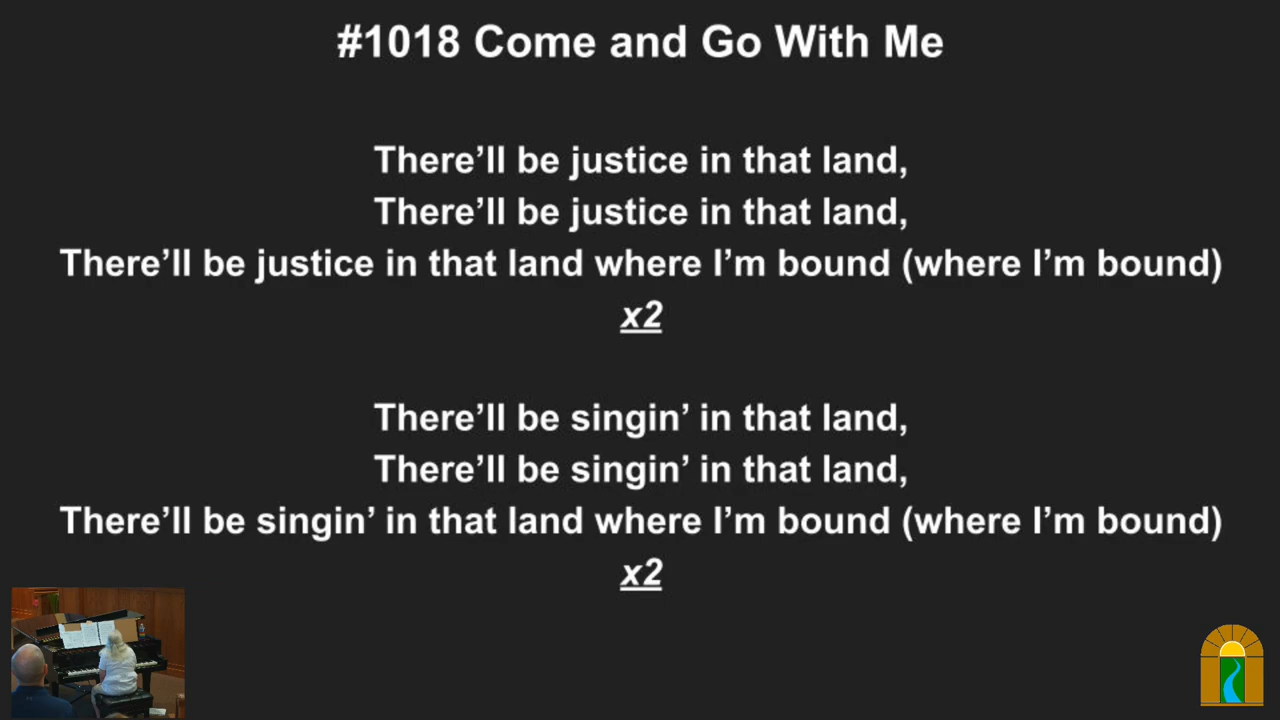 #1018 Come and Go With Me
There’ll be justice in that land,
There’ll be justice in that land,
There’ll be justice in that land where I’m bound (where I’m bound)
x2
There’ll be singin’ in that land,
There’ll be singin’ in that land,
There’ll be singin’ in that land where I’m bound (where I’m bound)
x2